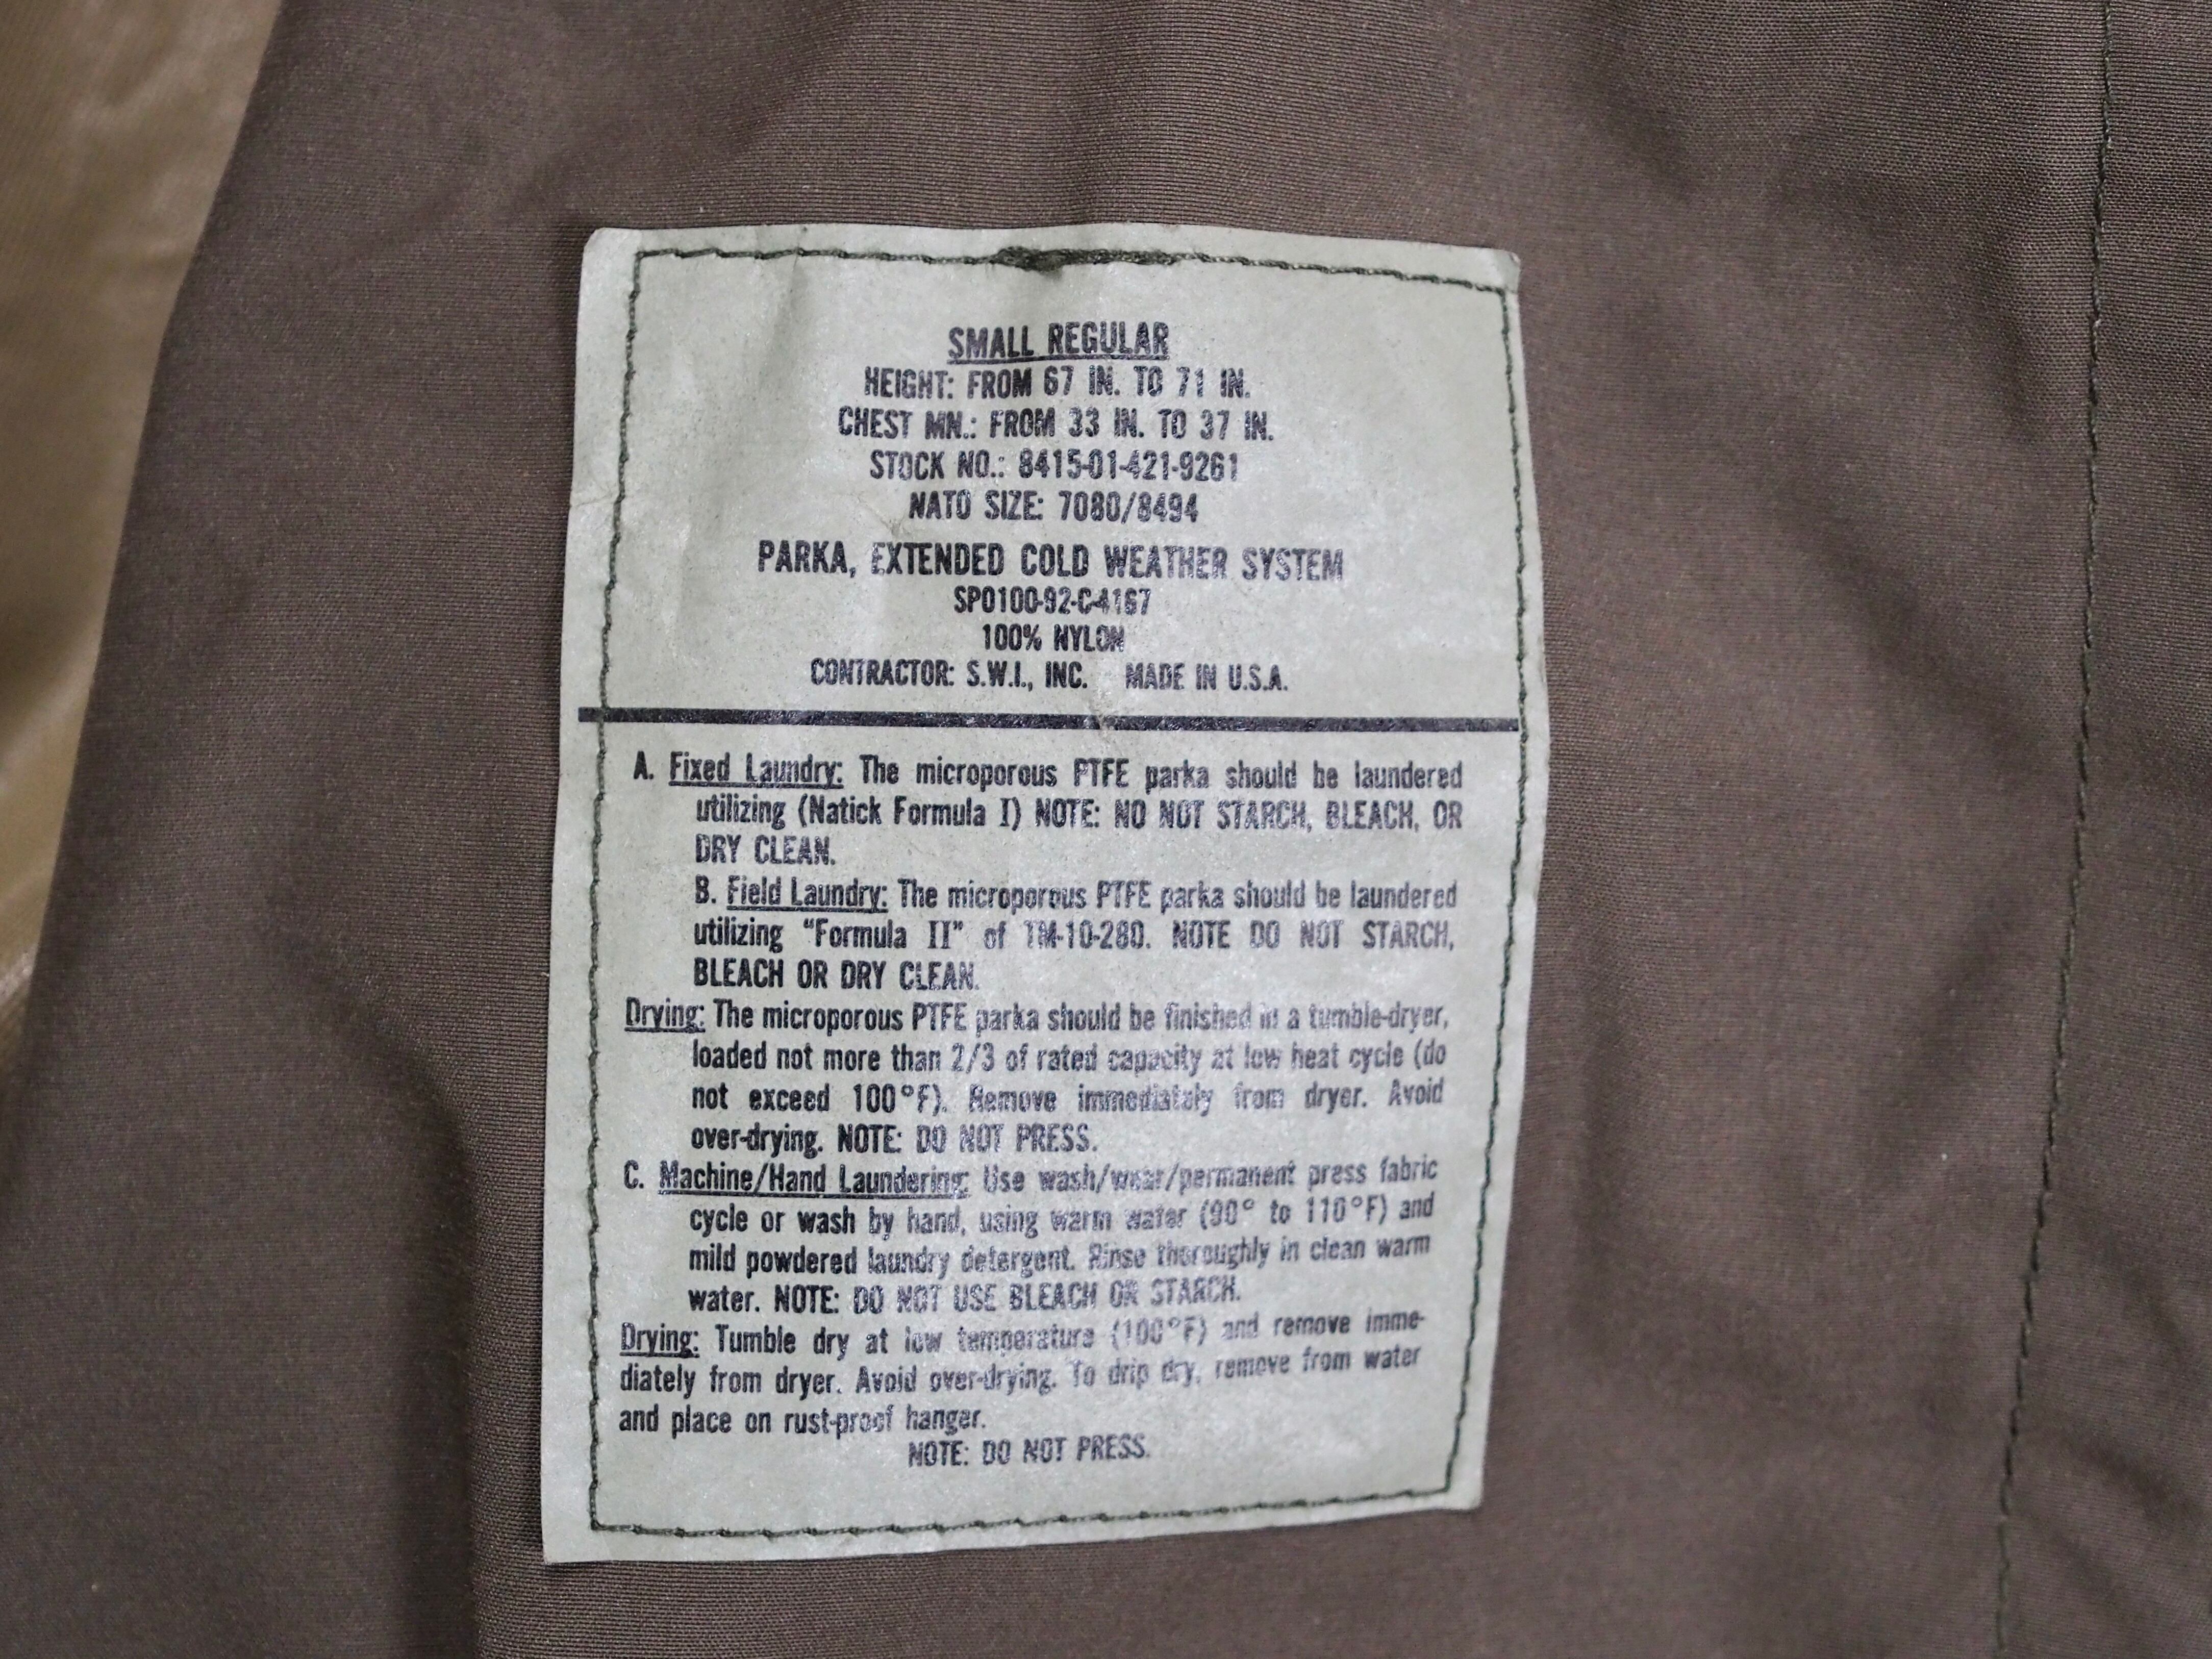 SMALL REGULAR
HEIGHT: FROM 67 IN. TO 71 IN.
CHEST MN.: FROM 33 IN. TO 37 IN.
STOCK NO.: 8415-01-421-9261
NATO SIZE: 7080/8494
PARKA, EXTENDED COLD WEATHER SYSTEM
SP0100-92-C-4167
100% NYLON
CONTRACTOR: S.W.I., INC. MADE IN U.S.A.
A. Fixed Laundry: The microporous PTFE parka should be laundered
utilizing (Natick Formula I) NOTE: NO NOT STARCH, BLEACH, OR
DRY CLEAN.
B. Field Laundry: The microporous PTFE parka should be laundered
utilizing "Formula II" of TM-10-280. NOTE DO NOT STARCH,
BLEACH OR DRY CLEAN.
Drying: The microporous PTFE parka should be finished in a tumble-dryer,
loaded not more than 2/3 of rated capacity at low heat cycle (do
not exceed 100°F). Remove immediately from dryer. Avoid
over-drying. NOTE: DO NOT PRESS.
C. Machine/Hand Laundering: Use wash/wear/permanent press fabric
cycle or wash by hand, using warm water (90° to 110°F) and
mild powdered laundry detergent. Rinse thoroughly in clean warm
water. NOTE: DO NOT USE BLEACH OR STARCH.
Drying: Tumble dry at low temperature (100°F) and remove imme-
diately from dryer. Avoid over-drying. To drip dry, remove from water
and place on rust-proof hanger.
NOTE: DO NOT PRESS.